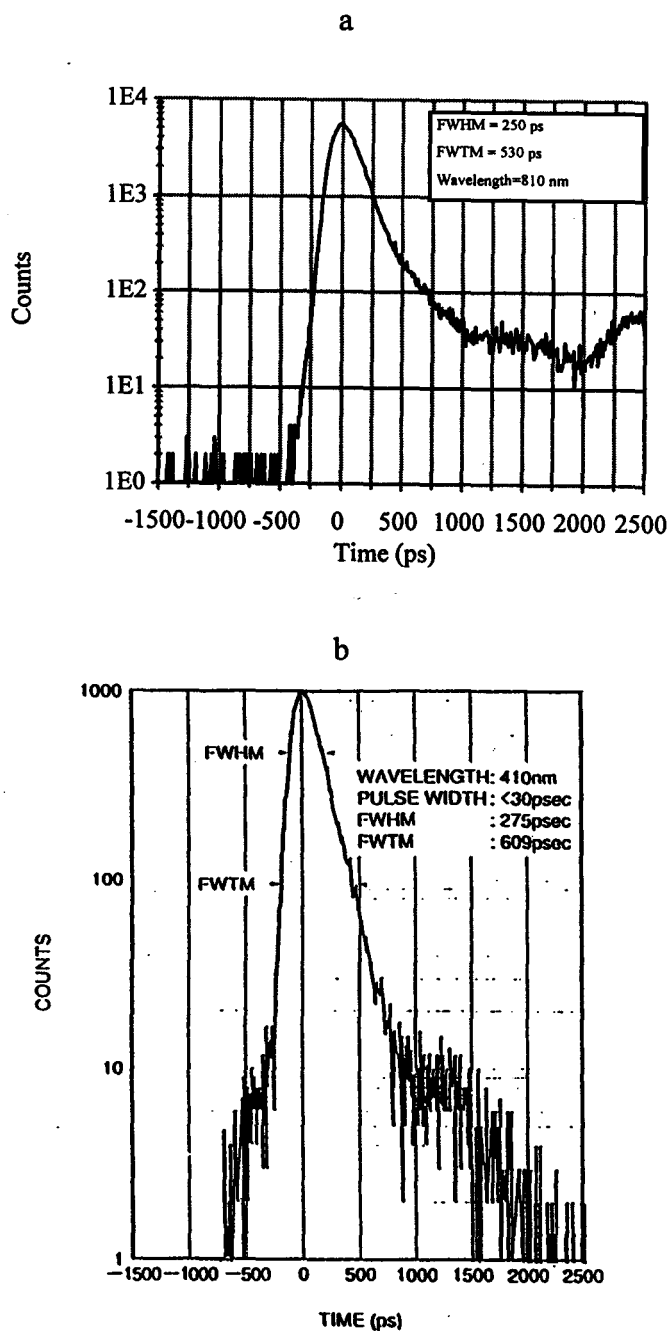 a
1E4
FWHM = 250 ps
FWTM = 530 ps
Wavelength=810 nm
1E3
Counts
1E2
1E1
1E0
-1500 -1000 -500 0 500 1000 1500 2000 2500
Time (ps)
b
1000
FWHM
WAVELENGTH: 410nm
PULSE WIDTH : <30psec
FWHM : 275psec
FWTM : 609psec
FWTM
100
COUNTS
10
1
-1500 -1000 -500 0 500 1000 1500 2000 2500
TIME (ps)